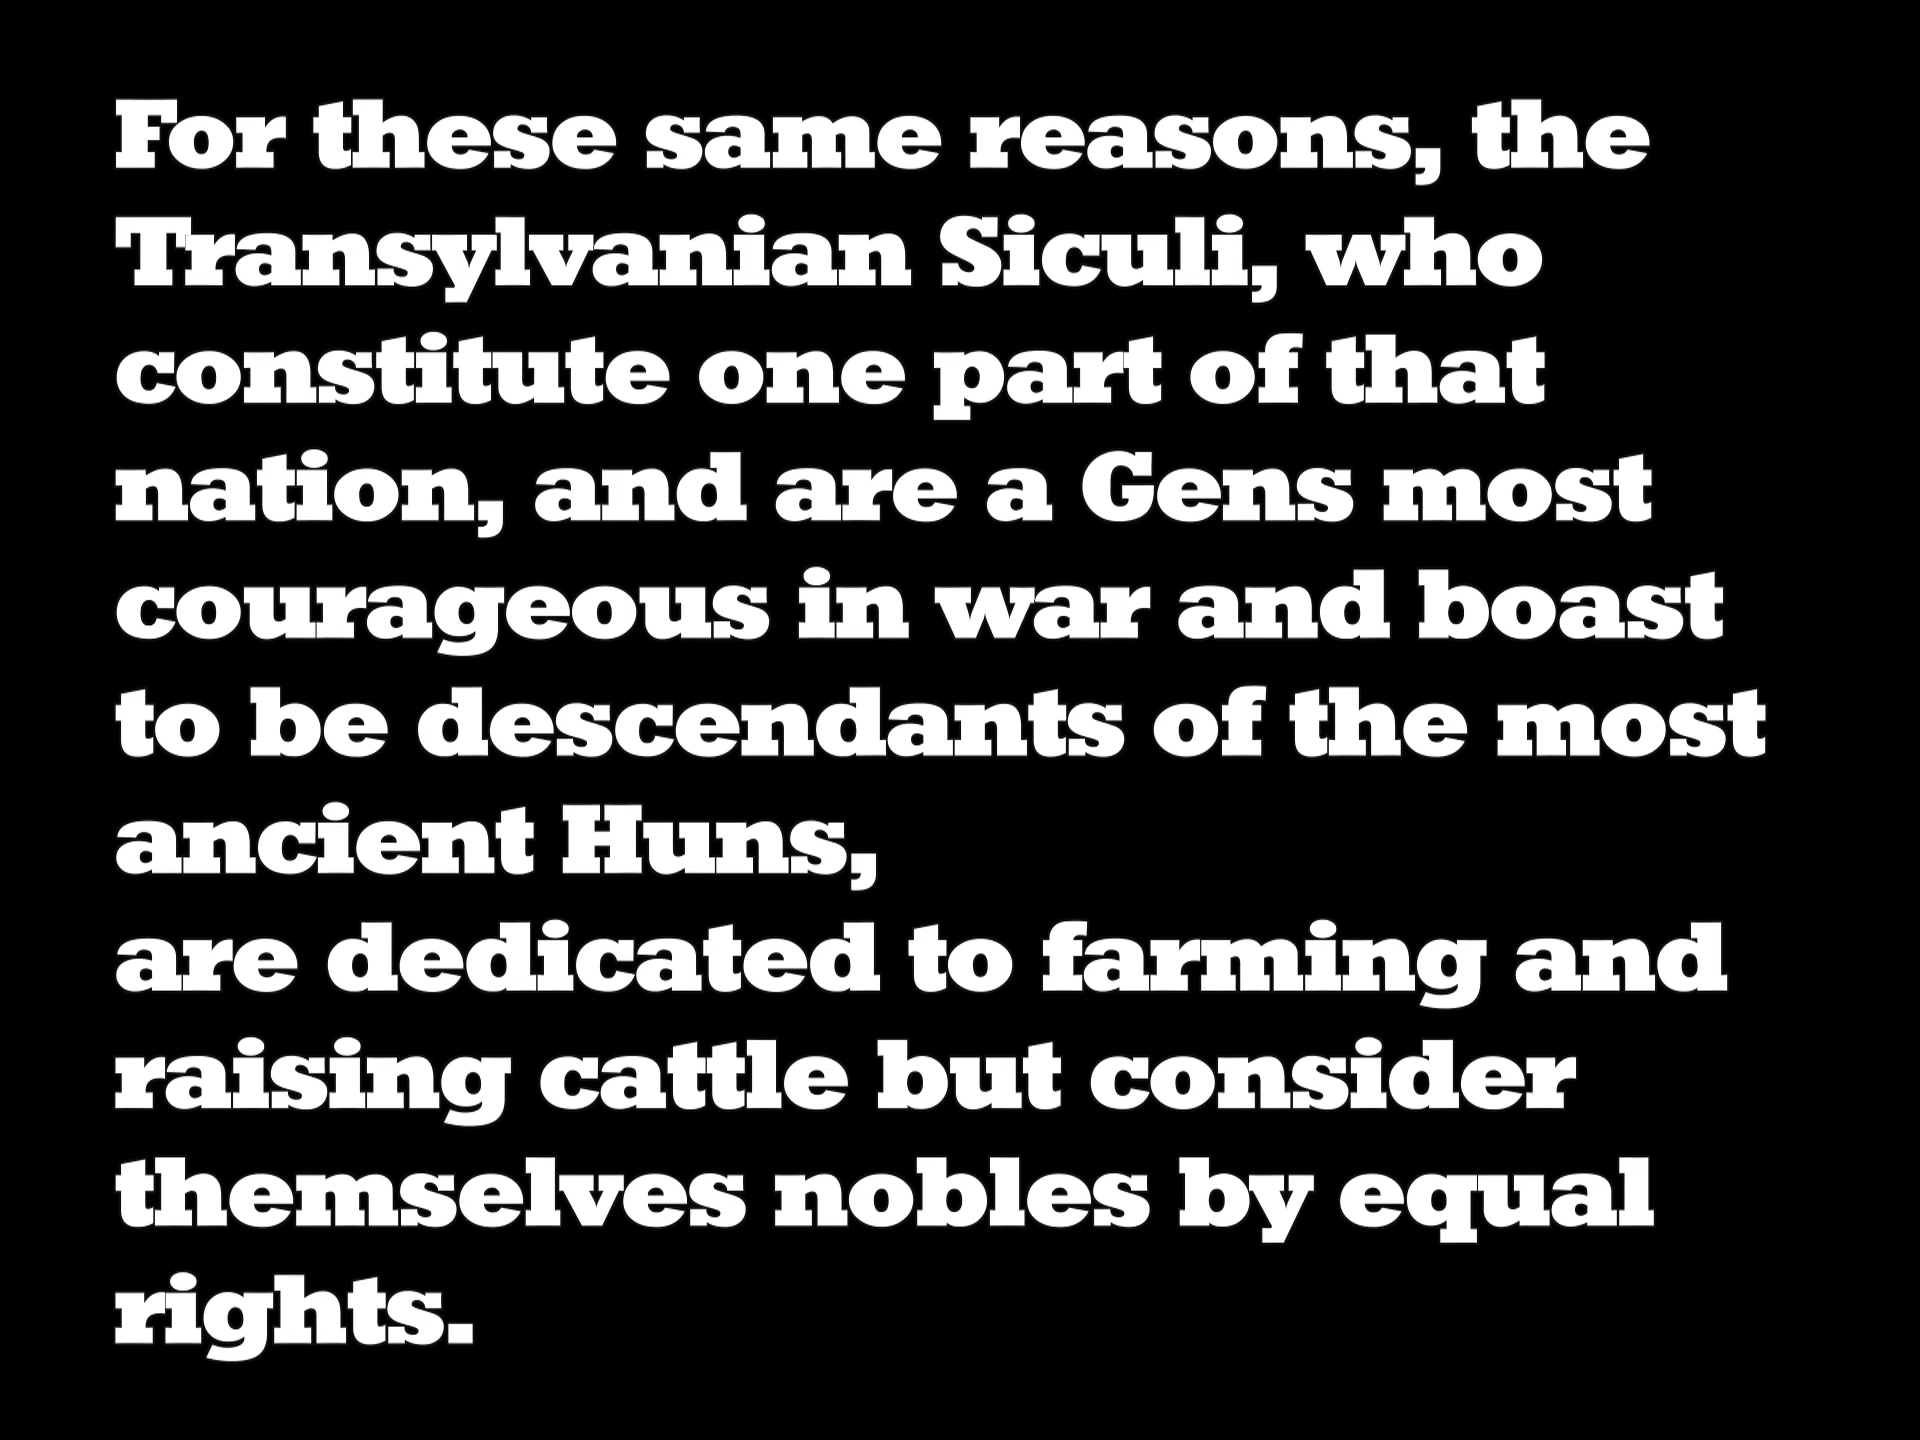 For these same reasons, the
Transylvanian Siculi, who
constitute one part of that
nation, and are a Gens most
courageous in war and boast
to be descendants of the most
ancient Huns,
are dedicated to farming and
raising cattle but consider
themselves nobles by equal
rights.